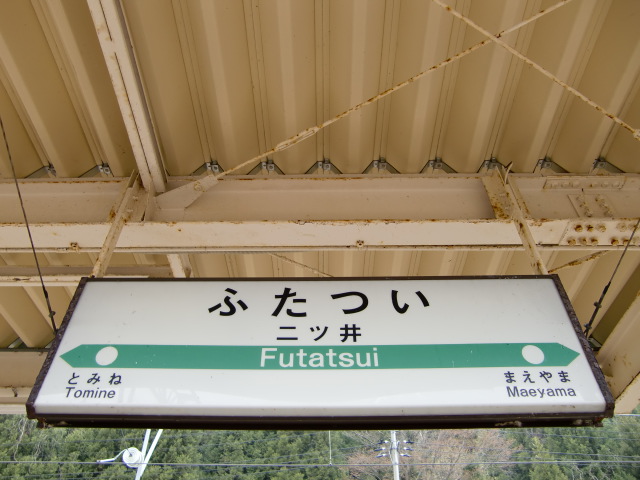 ふたつい
二ツ井
Futatsui
とみね
Tomine
まえやま
Maeyama